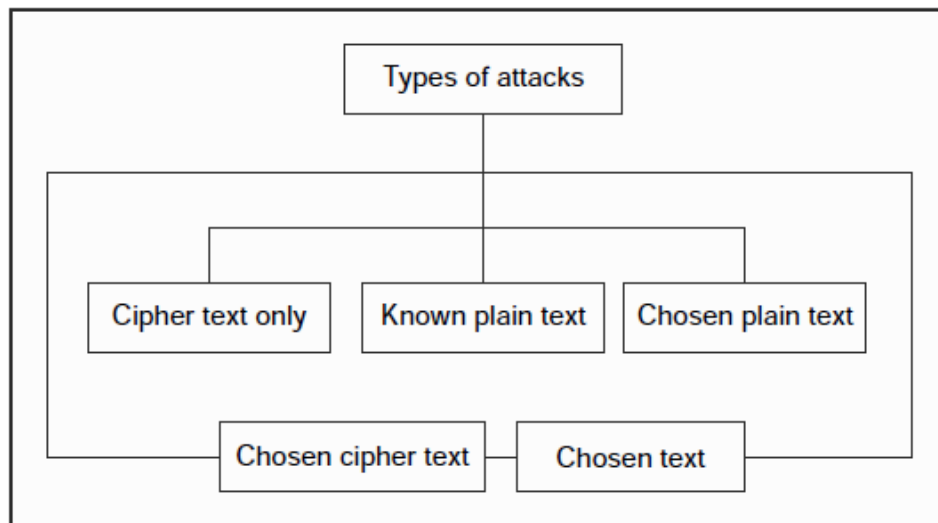 Types of attacks
Cipher text only
Known plain text
Chosen plain text
Chosen cipher text
Chosen text